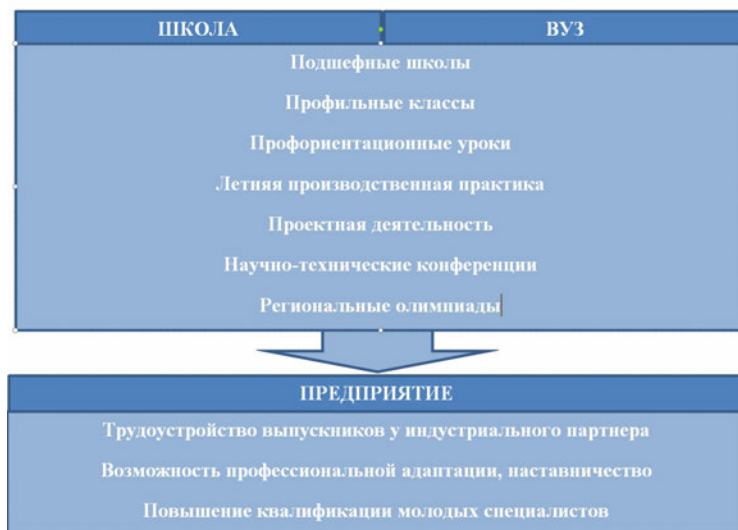 ШКОЛА ВУЗ
Подшефные школы
Профильные классы
Профориентационные уроки
Летняя производственная практика
Проектная деятельность
Научно-технические конференции
Региональные олимпиады
ПРЕДПРИЯТИЕ
Трудоустройство выпускников у индустриального партнера
Возможность профессиональной адаптации, наставничество
Повышение квалификации молодых специалистов